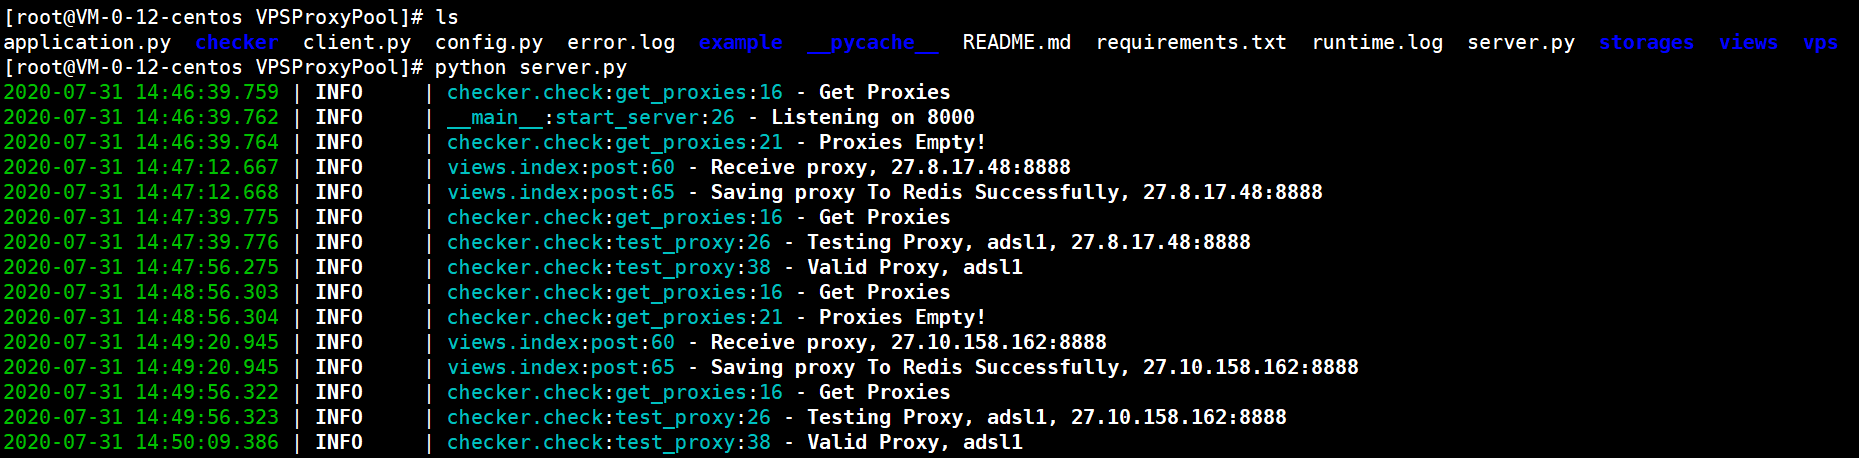 [root@VM-0-12-centos VPSProxyPool]# ls
application.py  checker  client.py  config.py  error.log  example  __pycache__  README.md  requirements.txt  runtime.log  server.py  storages  views  vps
[root@VM-0-12-centos VPSProxyPool]# python server.py
2020-07-31 14:46:39.759 | INFO     | checker.check:get_proxies:16 - Get Proxies
2020-07-31 14:46:39.762 | INFO     | __main__:start_server:26 - Listening on 8000
2020-07-31 14:46:39.764 | INFO     | checker.check:get_proxies:21 - Proxies Empty!
2020-07-31 14:47:12.667 | INFO     | views.index:post:60 - Receive proxy, 27.8.17.48:8888
2020-07-31 14:47:12.668 | INFO     | views.index:post:65 - Saving proxy To Redis Successfully, 27.8.17.48:8888
2020-07-31 14:47:39.775 | INFO     | checker.check:get_proxies:16 - Get Proxies
2020-07-31 14:47:39.776 | INFO     | checker.check:test_proxy:26 - Testing Proxy, adsl1, 27.8.17.48:8888
2020-07-31 14:47:56.275 | INFO     | checker.check:test_proxy:38 - Valid Proxy, adsl1
2020-07-31 14:48:56.303 | INFO     | checker.check:get_proxies:16 - Get Proxies
2020-07-31 14:48:56.304 | INFO     | checker.check:get_proxies:21 - Proxies Empty!
2020-07-31 14:49:20.945 | INFO     | views.index:post:60 - Receive proxy, 27.10.158.162:8888
2020-07-31 14:49:20.945 | INFO     | views.index:post:65 - Saving proxy To Redis Successfully, 27.10.158.162:8888
2020-07-31 14:49:56.322 | INFO     | checker.check:get_proxies:16 - Get Proxies
2020-07-31 14:49:56.323 | INFO     | checker.check:test_proxy:26 - Testing Proxy, adsl1, 27.10.158.162:8888
2020-07-31 14:50:09.386 | INFO     | checker.check:test_proxy:38 - Valid Proxy, adsl1